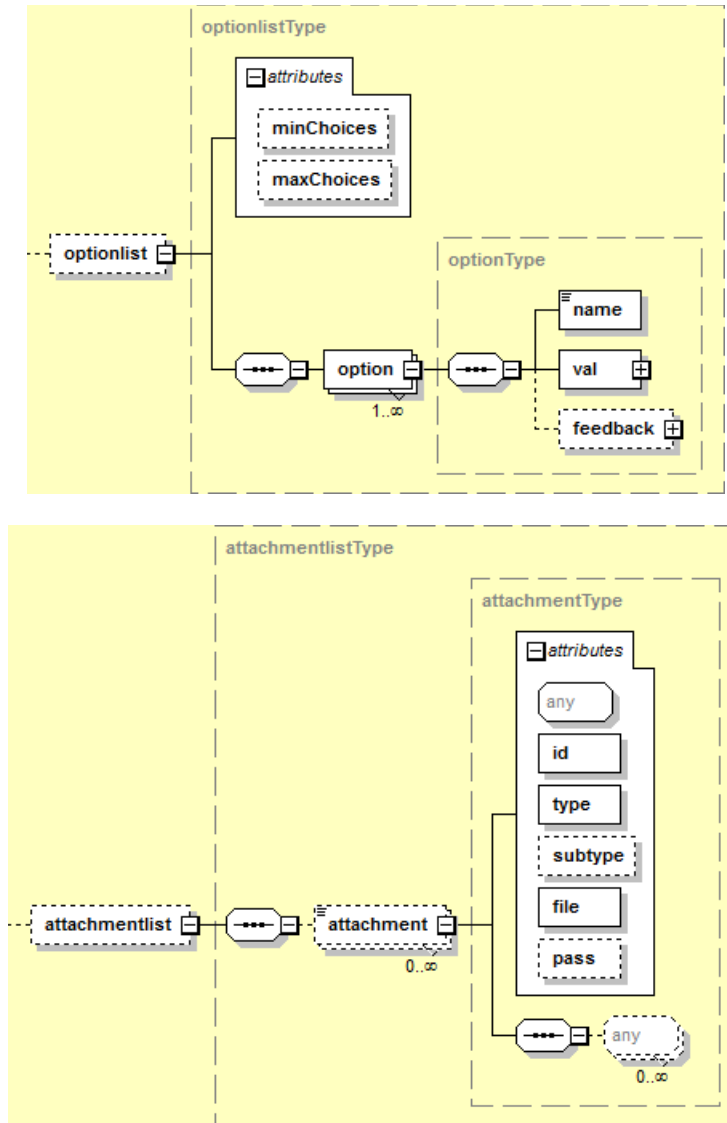 optionlistType
attributes
minChoices
maxChoices
optionlist
optionType
name
option
val
1..∞
feedback
attachmentlistType
attachmentType
attributes
any
id
type
subtype
file
attachmentlist
attachment
pass
0..∞
any
0..∞